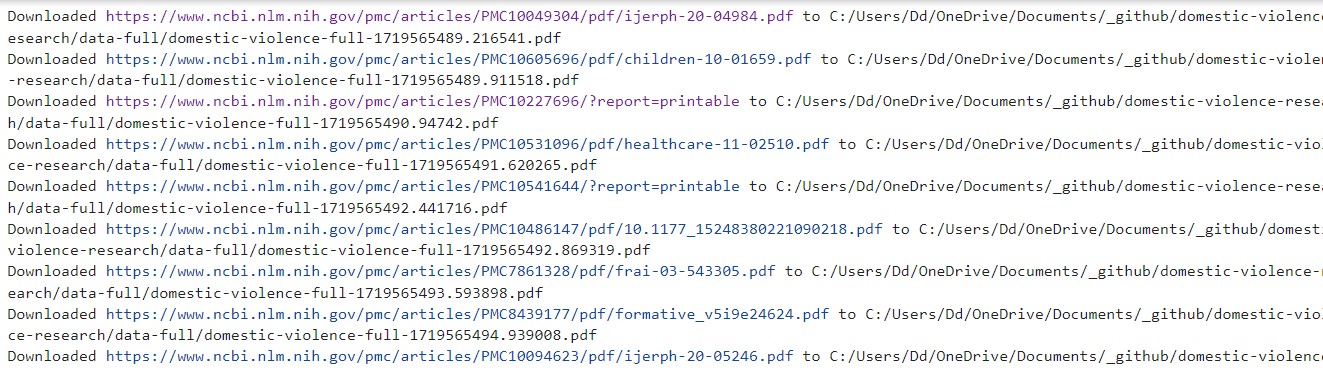 Downloaded https://www.ncbi.nlm.nih.gov/pmc/articles/PMC10049304/pdf/ijerph-20-04984.pdf to C:/Users/Dd/OneDrive/Documents/_github/domestic-violence
esearch/data-full/domestic-violence-full-1719565489.216541.pdf
Downloaded https://www.ncbi.nlm.nih.gov/pmc/articles/PMC10605696/pdf/children-10-01659.pdf to C:/Users/Dd/OneDrive/Documents/_github/domestic-violen
-research/data-full/domestic-violence-full-1719565489.911518.pdf
Downloaded https://www.ncbi.nlm.nih.gov/pmc/articles/PMC10227696/?report=printable to C:/Users/Dd/OneDrive/Documents/_github/domestic-violence-resea
h/data-full/domestic-violence-full-1719565490.94742.pdf
Downloaded https://www.ncbi.nlm.nih.gov/pmc/articles/PMC10531096/pdf/healthcare-11-02510.pdf to C:/Users/Dd/OneDrive/Documents/_github/domestic-viol
ce-research/data-full/domestic-violence-full-1719565491.620265.pdf
Downloaded https://www.ncbi.nlm.nih.gov/pmc/articles/PMC10541644/?report=printable to C:/Users/Dd/OneDrive/Documents/_github/domestic-violence-resea
h/data-full/domestic-violence-full-1719565492.441716.pdf
Downloaded https://www.ncbi.nlm.nih.gov/pmc/articles/PMC10486147/pdf/10.1177_15248380221090218.pdf to C:/Users/Dd/OneDrive/Documents/_github/domesti
violence-research/data-full/domestic-violence-full-1719565492.869319.pdf
Downloaded https://www.ncbi.nlm.nih.gov/pmc/articles/PMC7861328/pdf/frai-03-543305.pdf to C:/Users/Dd/OneDrive/Documents/_github/domestic-violence-r
earch/data-full/domestic-violence-full-1719565493.593898.pdf
Downloaded https://www.ncbi.nlm.nih.gov/pmc/articles/PMC8439177/pdf/formative_v5i9e24624.pdf to C:/Users/Dd/OneDrive/Documents/_github/domestic-viol
ce-research/data-full/domestic-violence-full-1719565494.939008.pdf
Downloaded https://www.ncbi.nlm.nih.gov/pmc/articles/PMC10094623/pdf/ijerph-20-05246.pdf to C:/Users/Dd/OneDrive/Documents/_github/domestic-violence